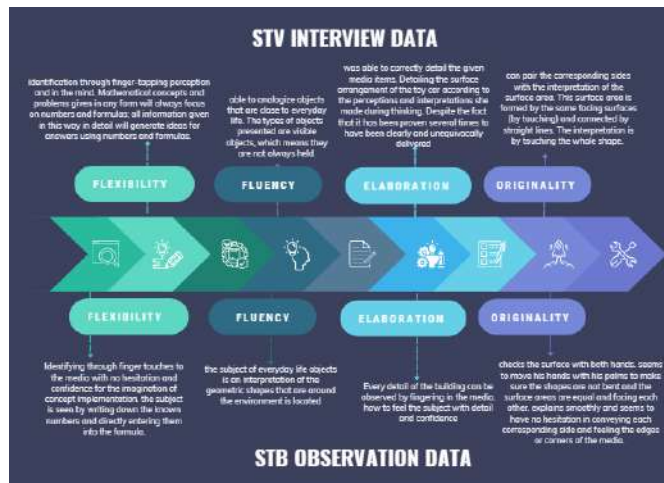 STV INTERVIEW DATA
identification through finger-tapping perception
and in the mind. Mathematical concepts and
problems given in any form will always focus
on numbers and formulas; all information given
in this way in detail will generate ideas for
answers using numbers and formulas.
able to analogize objects
that are close to everyday
life. The types of objects
presented are visible
objects, which means they
are not always held.
was able to correctly detail the given
media items. Detailing the surface
arrangement of the toy car according to
the perceptions and interpretations she
made during thinking. Despite the fact
that it has been proven several times to
have been clearly and unequivocally
delivered
can pair the corresponding sides
with the interpretation of the
surface area. This surface area is
formed by the same facing surfaces
(by touching) and connected by
straight lines. The interpretation is
by touching the whole shape.
FLEXIBILITY
FLUENCY
ELABORATION
ORIGINALITY
FLEXIBILITY
FLUENCY
ELABORATION
ORIGINALITY
Identifying through finger touches to
the media with no hesitation and
confidence for the imagination of
concept implementation. the subject
is seen by writing down the known
numbers and directly entering them
into the formula.
the subject of everyday life objects
is an interpretation of the
geometric shapes that are around
the environment is located
Every detail of the building can be
observed by fingering in the media.
how to feel the subject with detail
and confidence
checks the surface with both hands. seems
to move his hands with his palms to make
sure the shapes are not bent and the
surface areas are equal and facing each
other. explains smoothly and seems to
have no hesitation in conveying each
corresponding side and feeling the edges
or corners of the media.
STB OBSERVATION DATA